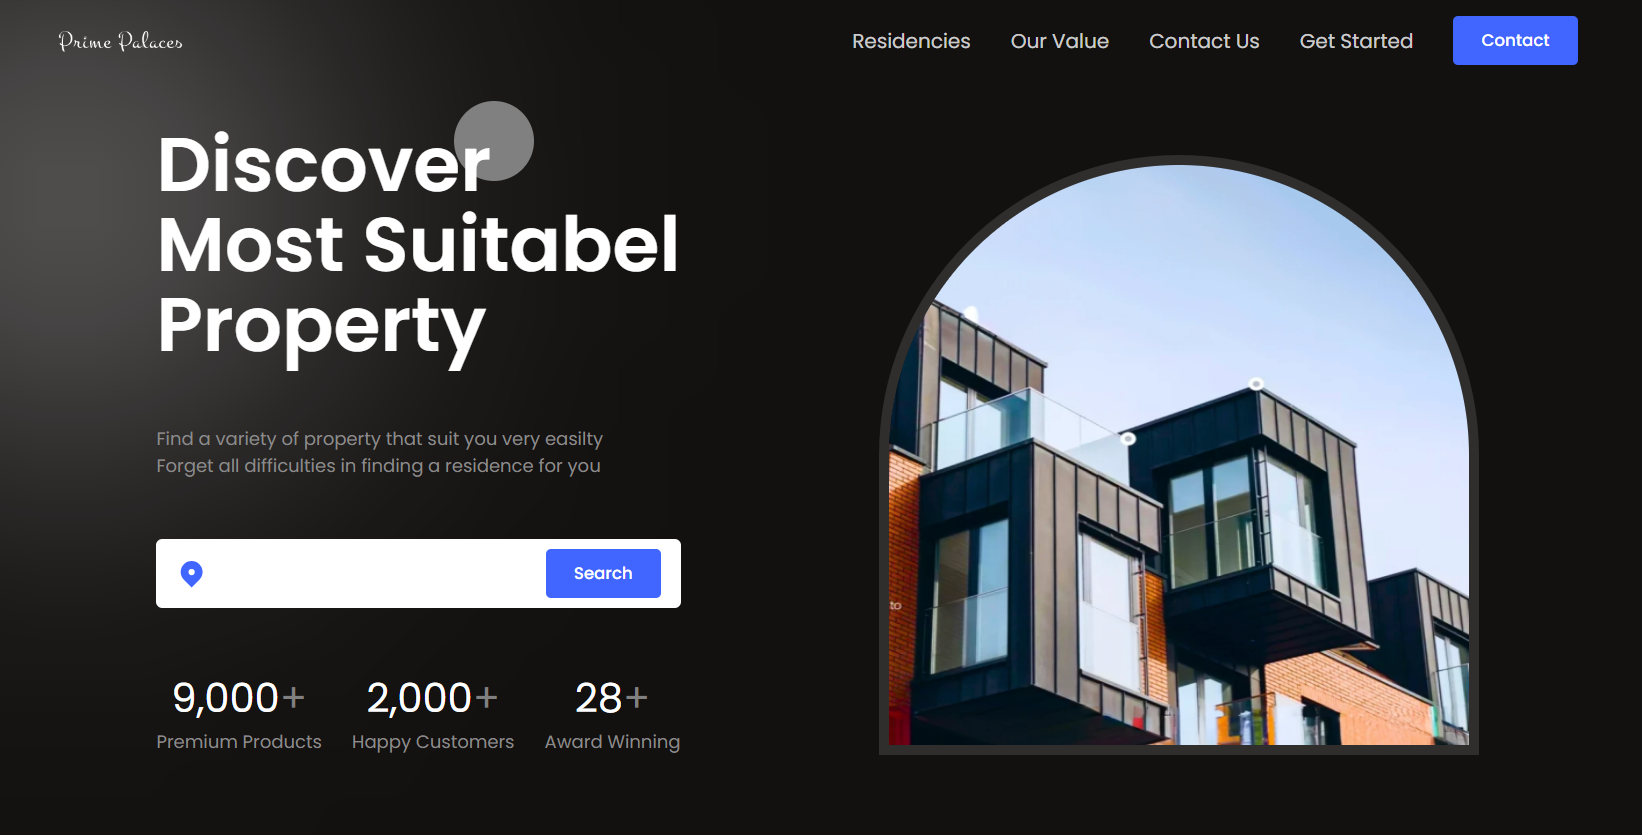 Prime Palaces
Residencies
Our Value
Contact Us
Get Started
Contact
Discover
Most Suitabel
Property
Find a variety of property that suit you very easilty
Forget all difficulties in finding a residence for you
Search
9,000+
2,000+
28+
Premium Products
Happy Customers
Award Winning
to